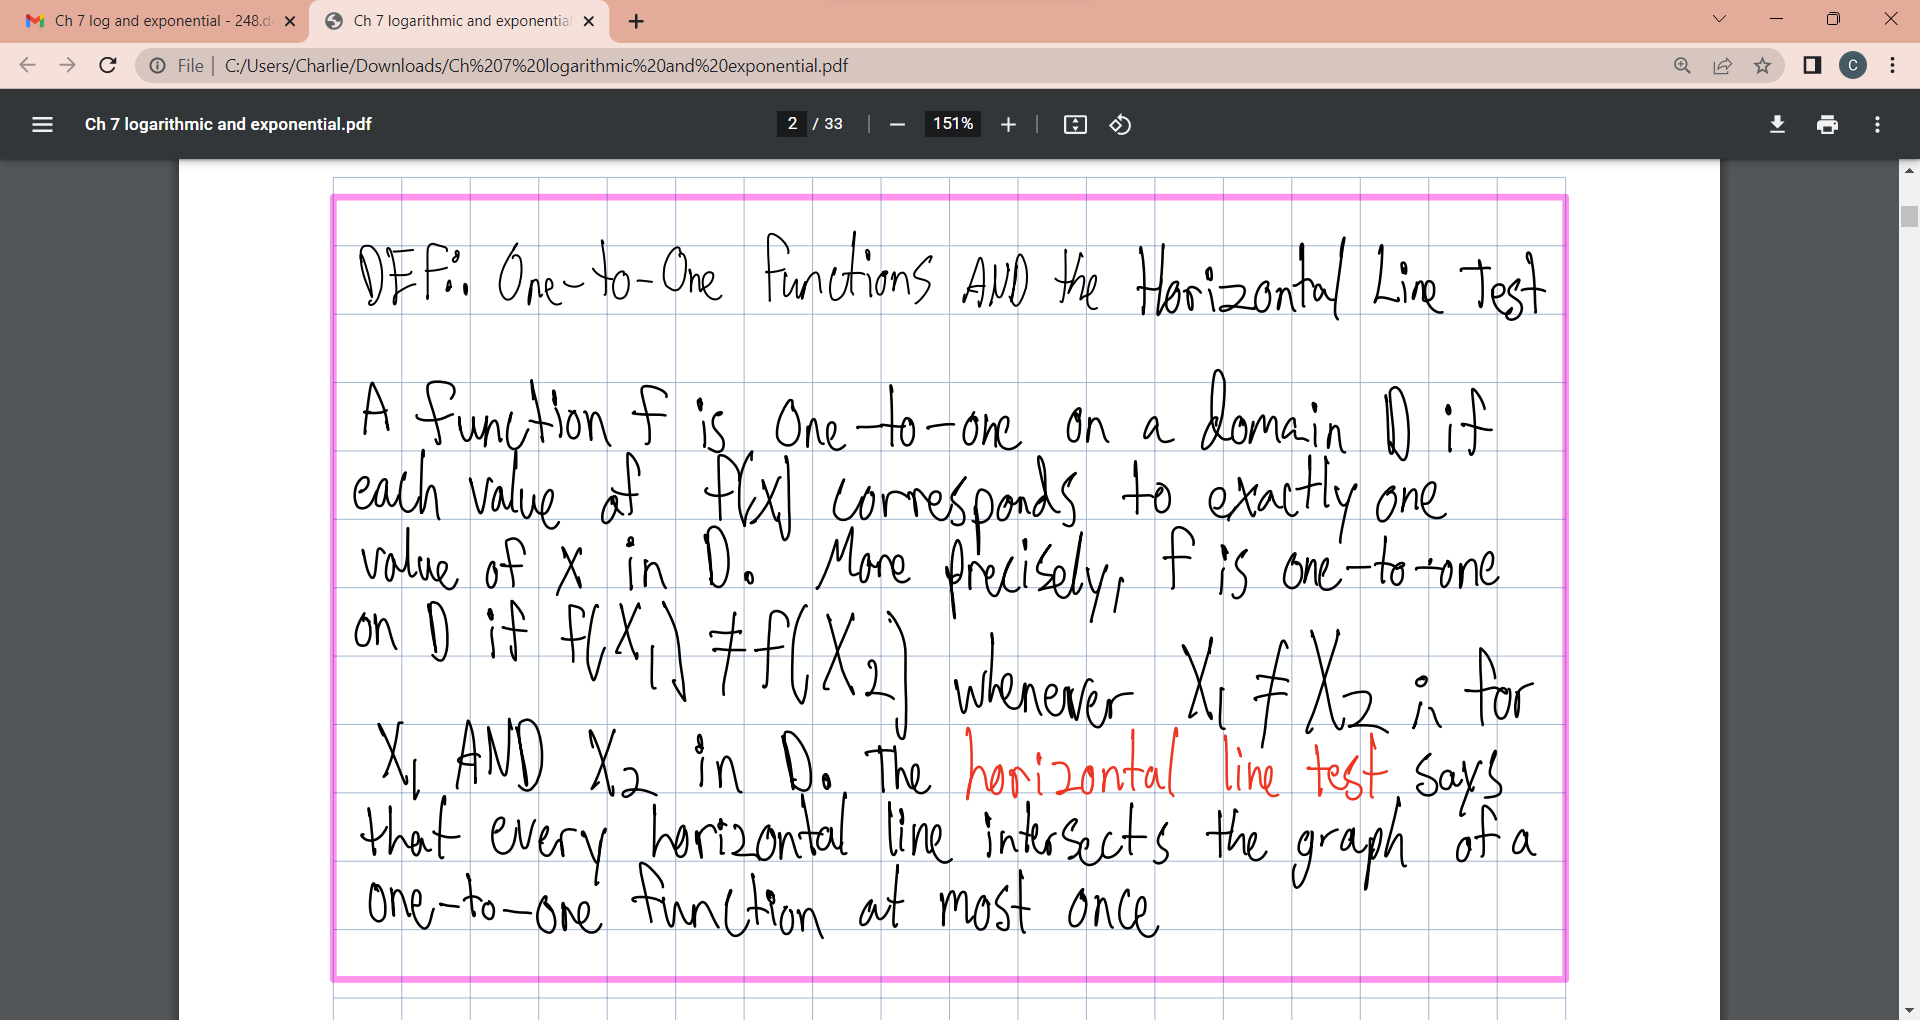 Ch 7 log and exponential - 248.d
Ch 7 logarithmic and exponential
File | C:/Users/Charlie/Downloads/Ch%207%20logarithmic%20and%20exponential.pdf
C
Ch 7 logarithmic and exponential.pdf
2 / 33
151%
DEF:. One-to-One functions AND the Horizontal Line Test
A function f is One-to-one on a domain D if
each value of f(x) corresponds to exactly one
value of x in D. More precisely, f is one-to-one
on D if f(X₁) ≠ f(X₂) whenever X₁ ≠ X₂ in for
X₁ AND X₂ in D. The horizontal line test says
that every horizontal line intersects the graph of a
one-to-one function at most once